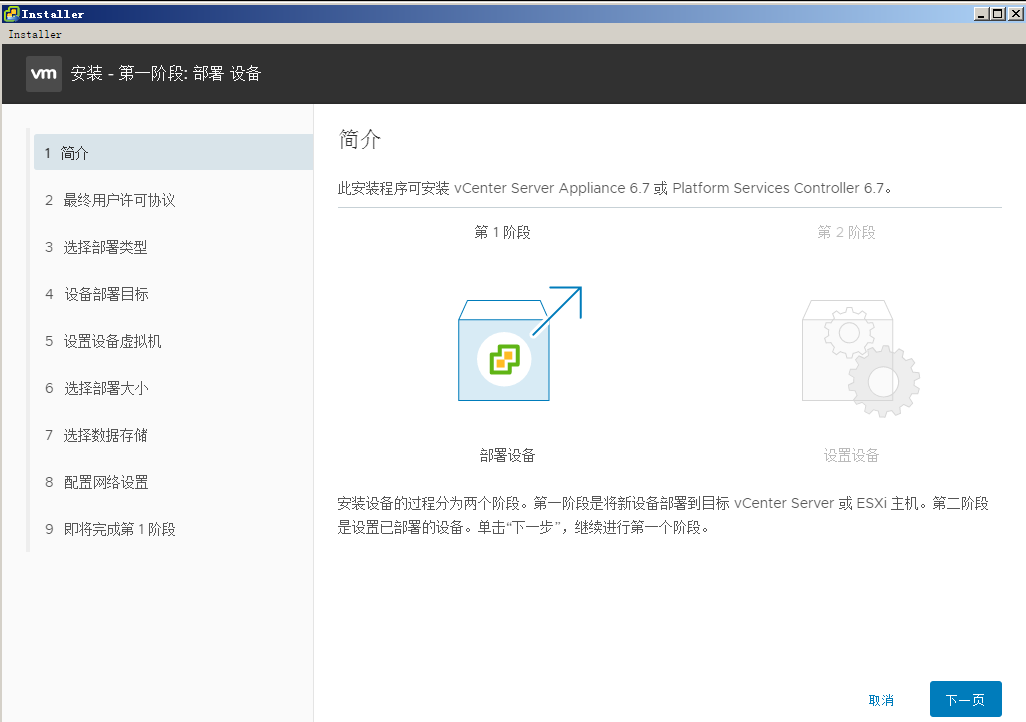 Installer
Installer
vm 安装 - 第一阶段: 部署 设备
1 简介
2 最终用户许可协议
3 选择部署类型
4 设备部署目标
5 设置设备虚拟机
6 选择部署大小
7 选择数据存储
8 配置网络设置
9 即将完成第 1 阶段
简介
此安装程序可安装 vCenter Server Appliance 6.7 或 Platform Services Controller 6.7。
第 1 阶段
第 2 阶段
部署设备
设置设备
安装设备的过程分为两个阶段。第一阶段是将新设备部署到目标 vCenter Server 或 ESXi 主机。第二阶段
是设置已部署的设备。单击“下一步”，继续进行第一个阶段。
取消
下一页